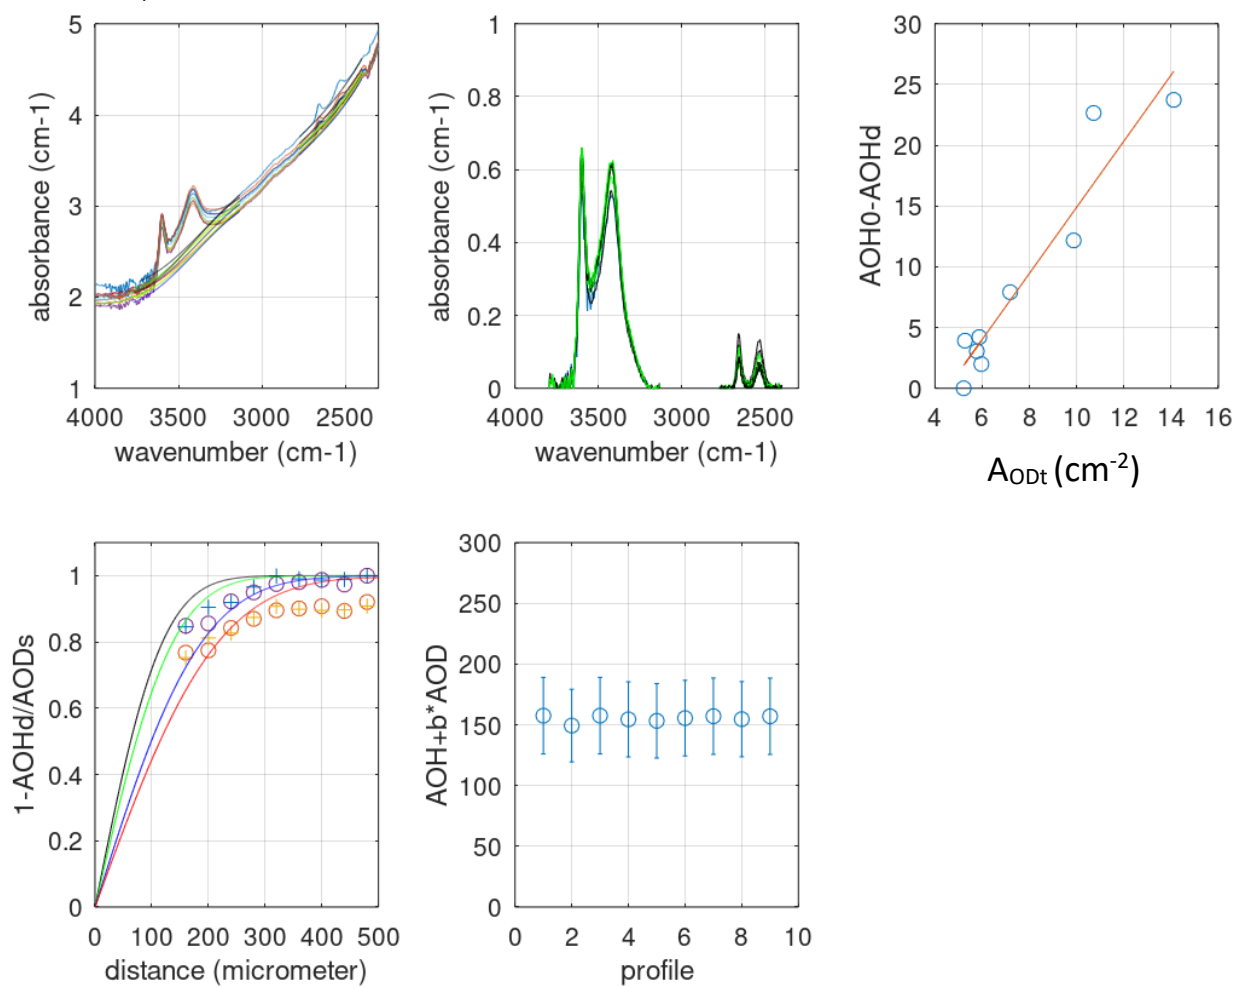 5
4
3
2
1
4000 3500 3000 2500
absorbance (cm-1)
wavenumber (cm-1)
1
0.8
0.6
0.4
0.2
0
4000 3500 3000 2500
absorbance (cm-1)
wavenumber (cm-1)
30
25
20
15
10
5
0
4 6 8 10 12 14 16
AOH0-AOHd
AODt (cm-2)
1
0.8
0.6
0.4
0.2
0
0 100 200 300 400 500
1-AOHd/AODs
distance (micrometer)
300
250
200
150
100
50
0
0 2 4 6 8 10
AOH+b*AOD
profile